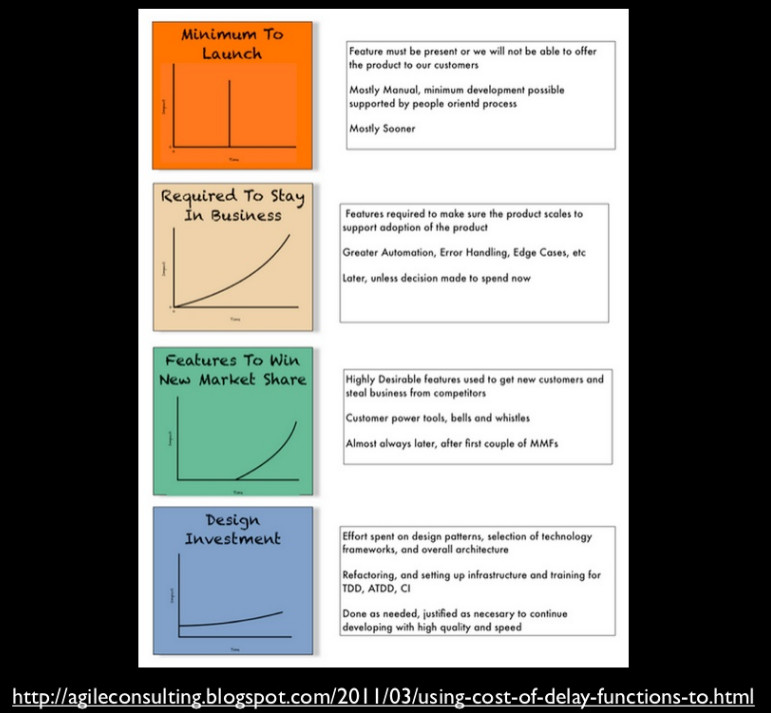 Minimum To
Launch
Time
Feature must be present or we will not be able to offer
the product to our customers
Mostly Manual, minimum development possible
supported by people orientd process
Mostly Sooner
Required To Stay
In Business
Time
Features required to make sure the product scales to
support adoption of the product
Greater Automation, Error Handling, Edge Cases, etc
Later, unless decision made to spend now
Features To Win
New Market Share
Time
Highly Desirable features used to get new customers and
steal business from competitors
Customer power tools, bells and whistles
Almost always later, after first couple of MMFs
Design
Investment
Time
Effort spent on design patterns, selection of technology
frameworks, and overall architecture
Refactoring, and setting up infrastructure and training for
TDD, ATDD, CI
Done as needed, justified as necesary to continue
developing with high quality and speed
http://agileconsulting.blogspot.com/2011/03/using-cost-of-delay-functions-to.html